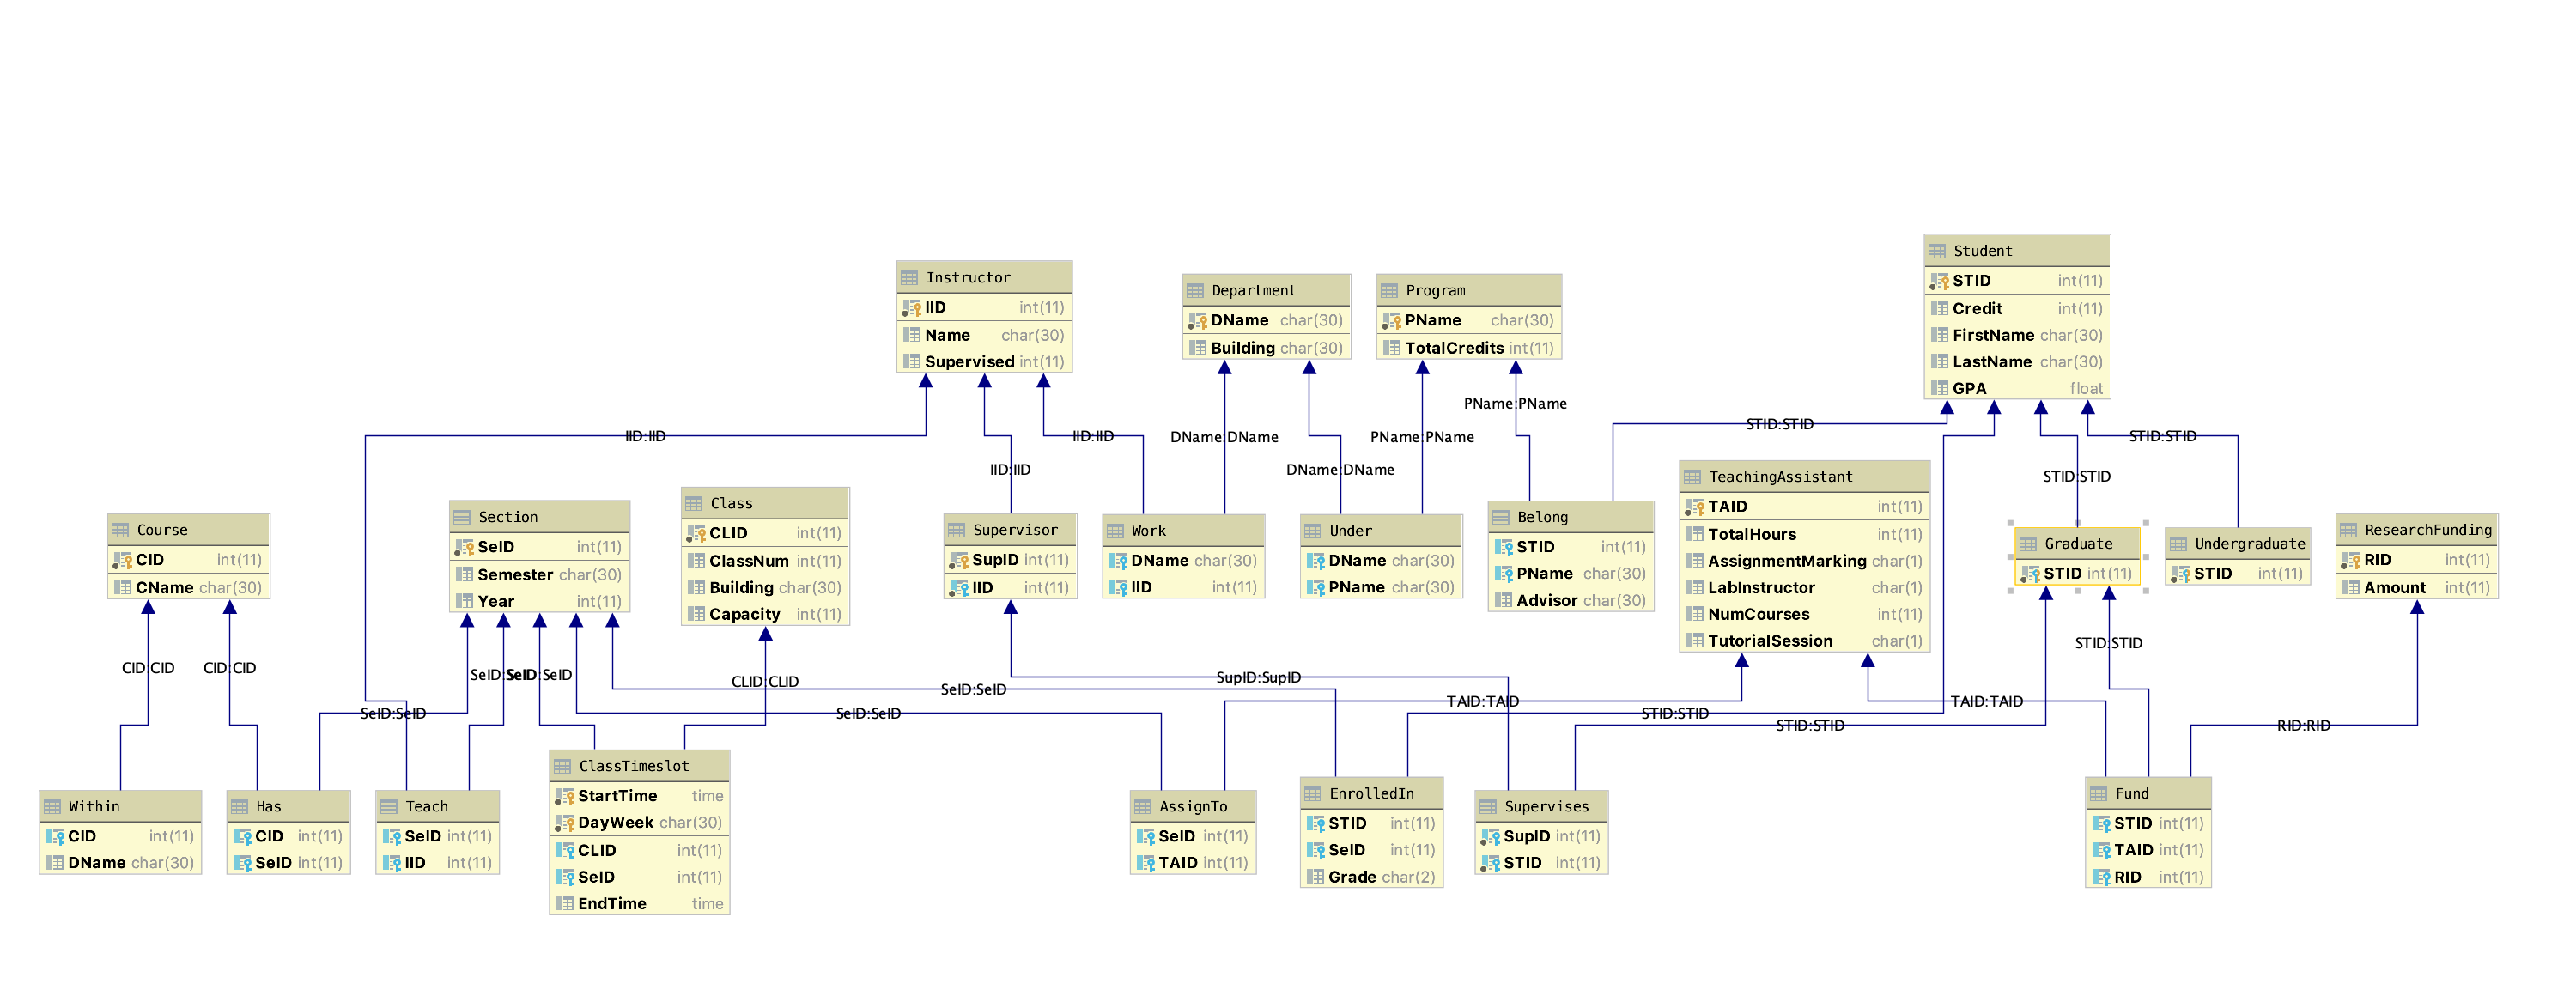 Student
STID int(11)
Credit int(11)
FirstName char(30)
LastName char(30)
GPA float
Instructor
IID int(11)
Name char(30)
Supervised int(11)
Department
DName char(30)
Building char(30)
Program
PName char(30)
TotalCredits int(11)
PName:PName
STID:STID
IID:IID
IID:IID
DName:DName
PName:PName
STID:STID
IID:IID
DName:DName
STID:STID
Course
CID int(11)
CName char(30)
Section
SeID int(11)
Semester char(30)
Year int(11)
Class
CLID int(11)
ClassNum int(11)
Building char(30)
Capacity int(11)
Supervisor
SupID int(11)
IID int(11)
Work
DName char(30)
IID int(11)
Under
DName char(30)
PName char(30)
Belong
STID int(11)
PName char(30)
Advisor char(30)
TeachingAssistant
TAID int(11)
TotalHours int(11)
AssignmentMarking char(1)
LabInstructor char(1)
NumCourses int(11)
TutorialSession char(1)
Graduate
STID int(11)
Undergraduate
STID int(11)
ResearchFunding
RID int(11)
Amount int(11)
STID:STID
CID:CID
CID:CID
SeID:SeID
SeID:SeID
CLID:CLID
SupID:SupID
SeID:SeID
TAID:TAID
TAID:TAID
SeID:SeID
SeID:SeID
STID:STID
STID:STID
RID:RID
Within
CID int(11)
DName char(30)
Has
CID int(11)
SeID int(11)
Teach
SeID int(11)
IID int(11)
ClassTimeslot
StartTime time
DayWeek char(30)
CLID int(11)
SeID int(11)
EndTime time
AssignTo
SeID int(11)
TAID int(11)
EnrolledIn
STID int(11)
SeID int(11)
Grade char(2)
Supervises
SupID int(11)
STID int(11)
Fund
STID int(11)
TAID int(11)
RID int(11)